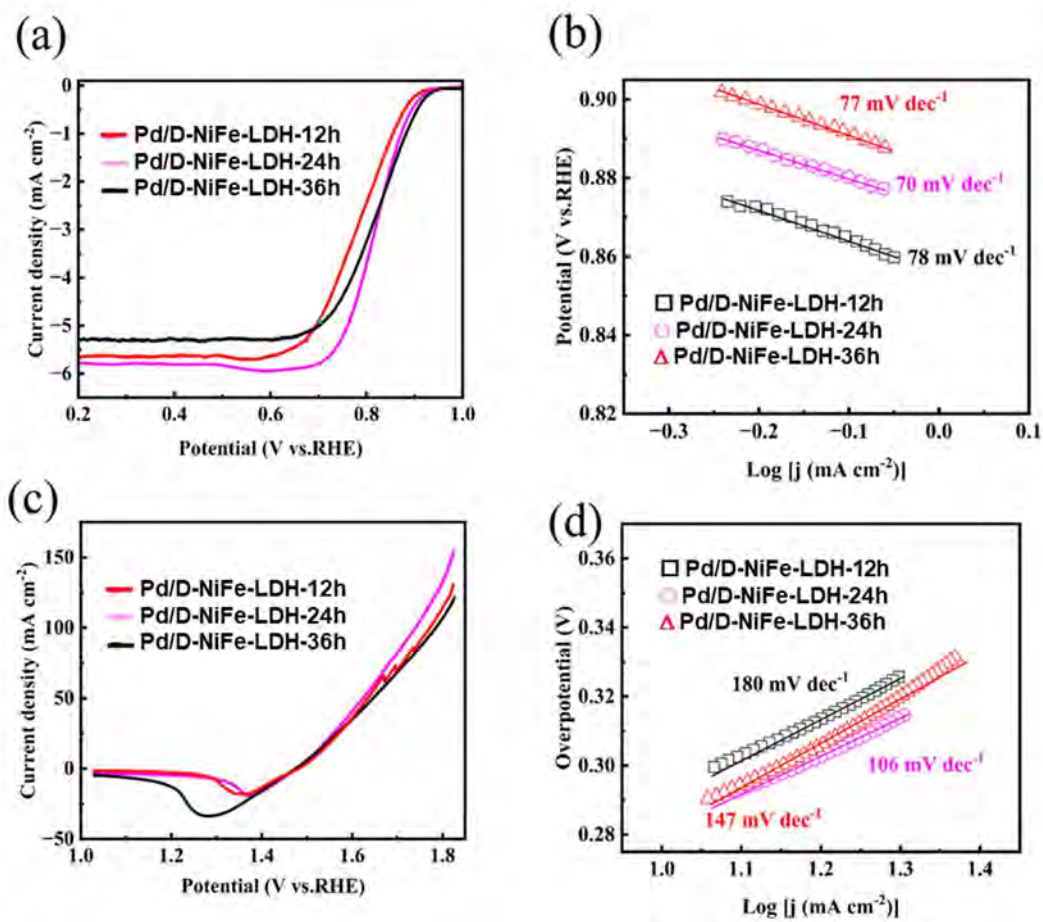 (a)
0
−1
−2
−3
−4
−5
−6
0.2
0.4
0.6
0.8
1.0
Current density (mA cm⁻²)
Potential (V vs.RHE)
Pd/D-NiFe-LDH-12h
Pd/D-NiFe-LDH-24h
Pd/D-NiFe-LDH-36h
(b)
0.90
0.88
0.86
0.84
0.82
−0.3
−0.2
−0.1
0.0
0.1
Potential (V vs.RHE)
Log [j (mA cm⁻²)]
77 mV dec⁻¹
70 mV dec⁻¹
78 mV dec⁻¹
Pd/D-NiFe-LDH-12h
Pd/D-NiFe-LDH-24h
Pd/D-NiFe-LDH-36h
(c)
150
100
50
0
−50
1.0
1.2
1.4
1.6
1.8
Current density (mA cm⁻²)
Potential (V vs.RHE)
Pd/D-NiFe-LDH-12h
Pd/D-NiFe-LDH-24h
Pd/D-NiFe-LDH-36h
(d)
0.36
0.34
0.32
0.30
0.28
1.0
1.1
1.2
1.3
1.4
Overpotential (V)
Log [j (mA cm⁻²)]
Pd/D-NiFe-LDH-12h
Pd/D-NiFe-LDH-24h
Pd/D-NiFe-LDH-36h
180 mV dec⁻¹
106 mV dec⁻¹
147 mV dec⁻¹